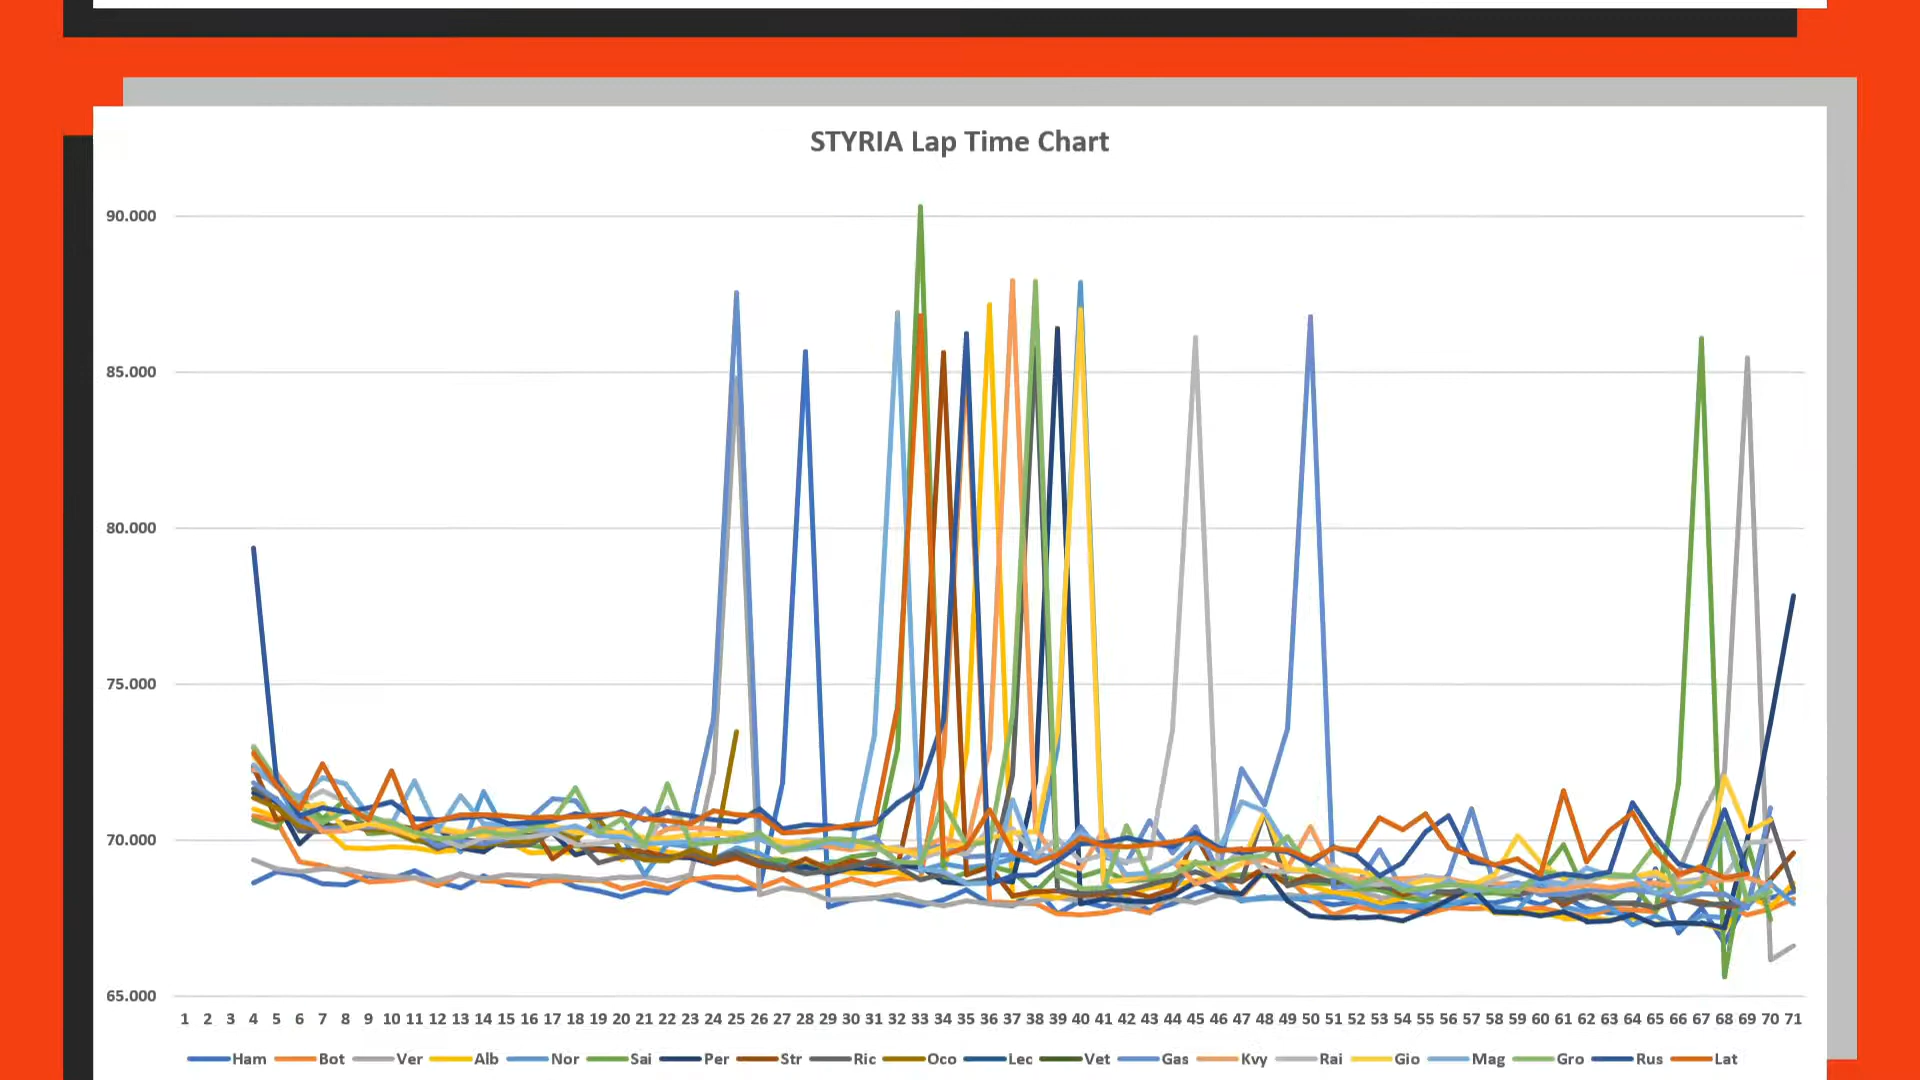 STYRIA Lap Time Chart
90.000
85.000
80.000
75.000
70.000
65.000
1 2 3 4 5 6 7 8 9 10 11 12 13 14 15 16 17 18 19 20 21 22 23 24 25 26 27 28 29 30 31 32 33 34 35 36 37 38 39 40 41 42 43 44 45 46 47 48 49 50 51 52 53 54 55 56 57 58 59 60 61 62 63 64 65 66 67 68 69 70 71
Ham Bot Ver Alb Nor Sai Per Str Ric Oco Lec Vet Gas Kvy Rai Gio Mag Gro Rus Lat